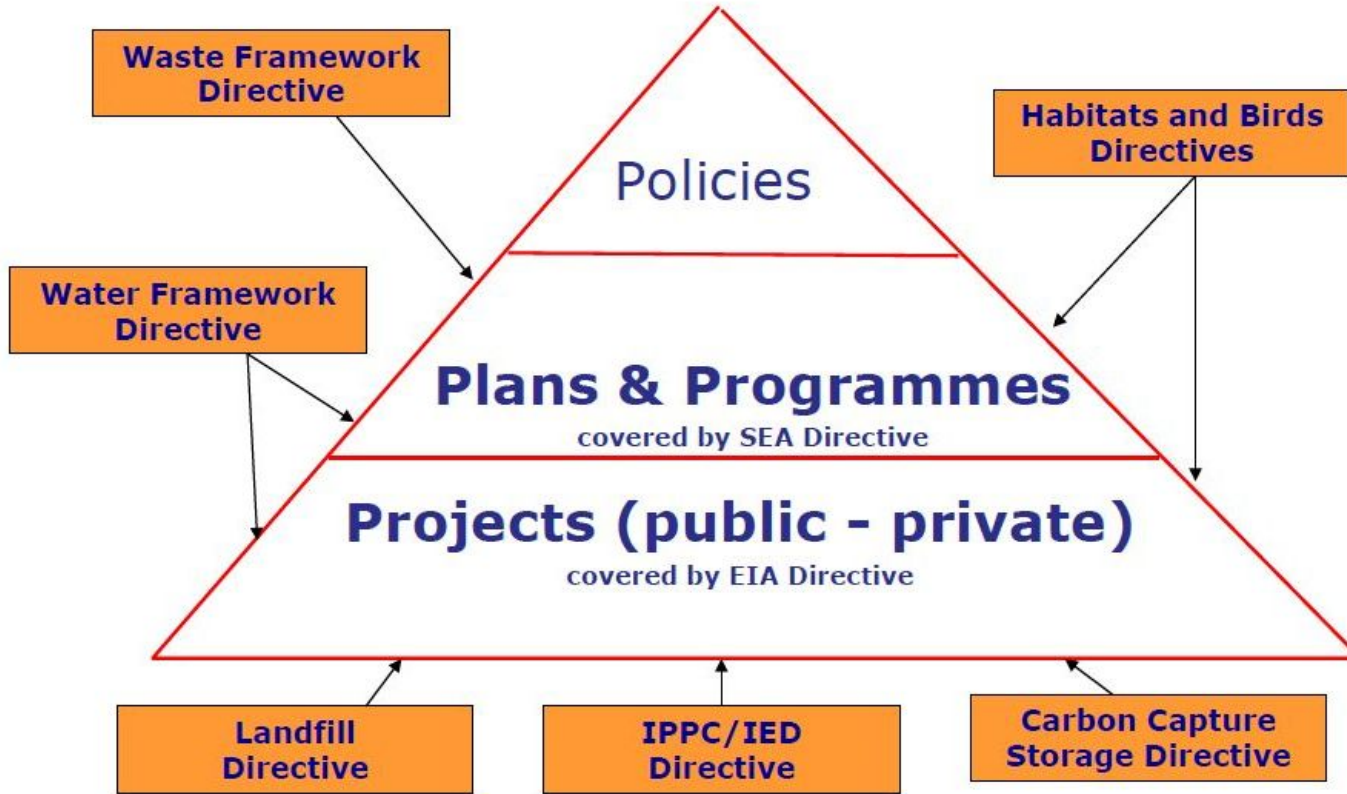 Waste Framework
Directive
Habitats and Birds
Directives
Policies
Water Framework
Directive
Plans & Programmes
covered by SEA Directive
Projects (public - private)
covered by EIA Directive
Landfill
Directive
IPPC/IED
Directive
Carbon Capture
Storage Directive